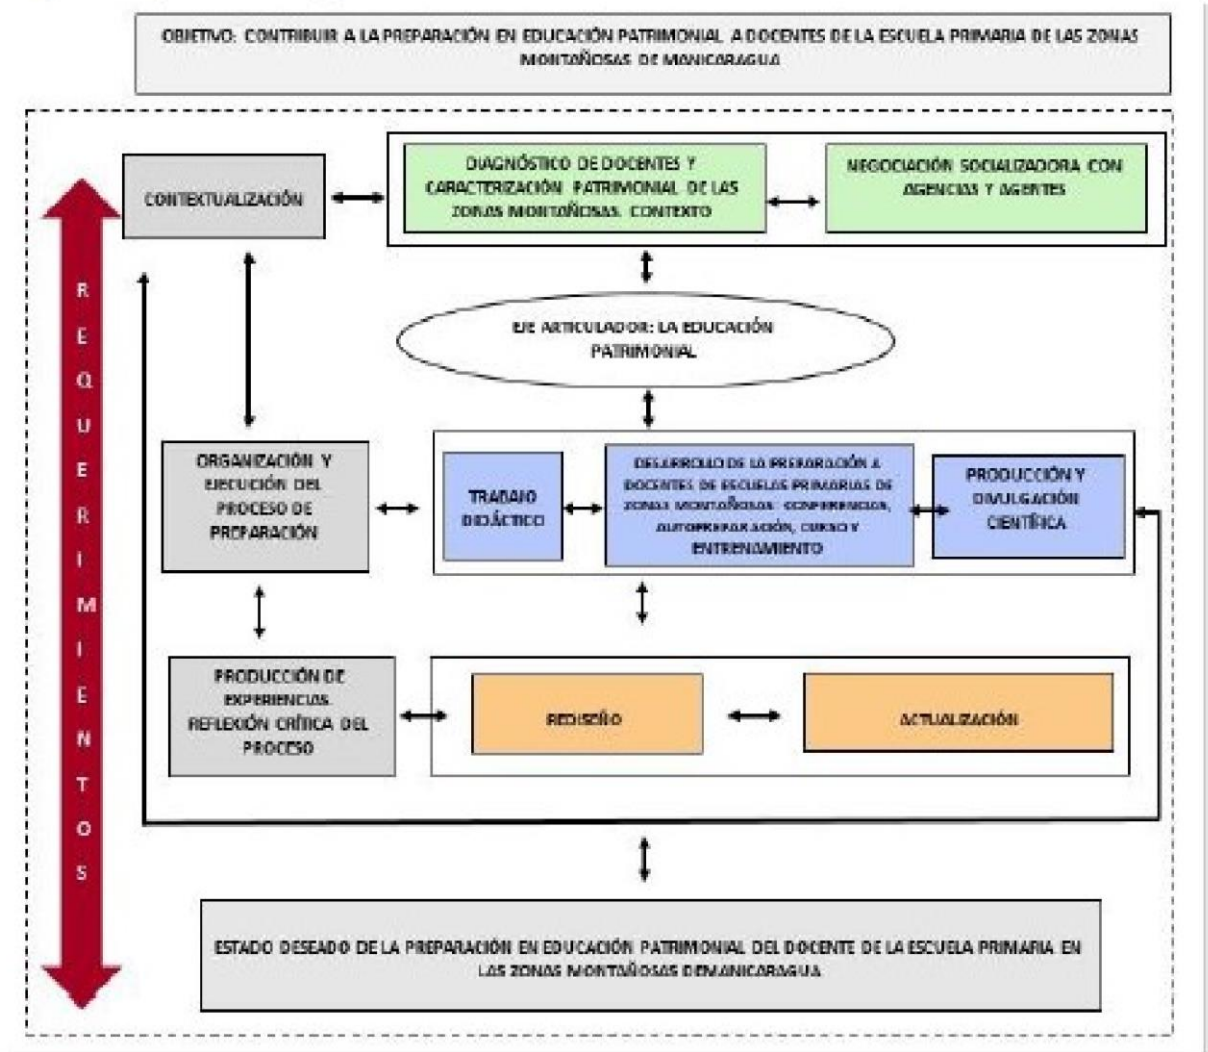 OBJETIVO: CONTRIBUIR A LA PREPARACIÓN EN EDUCACIÓN PATRIMONIAL A DOCENTES DE LA ESCUELA PRIMARIA DE LAS ZONAS
MONTAÑOSAS DE MANICARAGUA
CONTEXTUALIZACIÓN
DIAGNÓSTICO DE DOCENTES Y
CARACTERIZACIÓN PATRIMONIAL DE LAS
ZONAS MONTAÑOSAS. CONTEXTO
NEGOCIACIÓN SOCIALIZADORA CON
AGENCIAS Y AGENTES
EJE ARTICULADOR: LA EDUCACIÓN
PATRIMONIAL
REQUERIMIENTOS
ORGANIZACIÓN Y
EJECUCIÓN DEL
PROCESO DE
PREPARACIÓN
TRABAJO
DIDÁCTICO
DESARROLLO DE LA PREPARACIÓN A
DOCENTES DE ESCUELAS PRIMARIAS DE
ZONAS MONTAÑOSAS: CONFERENCIAS,
AUTOPREPARACIÓN, CURSO Y
ENTRENAMIENTO
PRODUCCIÓN Y
DIVULGACIÓN
CIENTÍFICA
PRODUCCIÓN DE
EXPERIENCIAS.
REFLEXIÓN CRÍTICA DEL
PROCESO
REDISEÑO
ACTUALIZACIÓN
ESTADO DESEADO DE LA PREPARACIÓN EN EDUCACIÓN PATRIMONIAL DEL DOCENTE DE LA ESCUELA PRIMARIA EN
LAS ZONAS MONTAÑOSAS DEMANICARAGUA